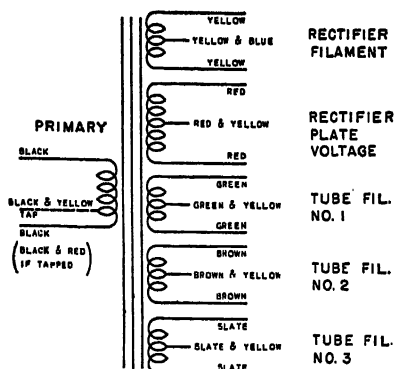 YELLOW
YELLOW & BLUE
YELLOW
RECTIFIER
FILAMENT
RED
RED & YELLOW
RED
RECTIFIER
PLATE
VOLTAGE
PRIMARY
BLACK
BLACK & YELLOW
TAP
BLACK
(BLACK & RED
IF TAPPED)
GREEN
GREEN & YELLOW
GREEN
TUBE FIL.
NO. 1
BROWN
BROWN & YELLOW
BROWN
TUBE FIL.
NO. 2
SLATE
SLATE & YELLOW
SLATE
TUBE FIL.
NO. 3